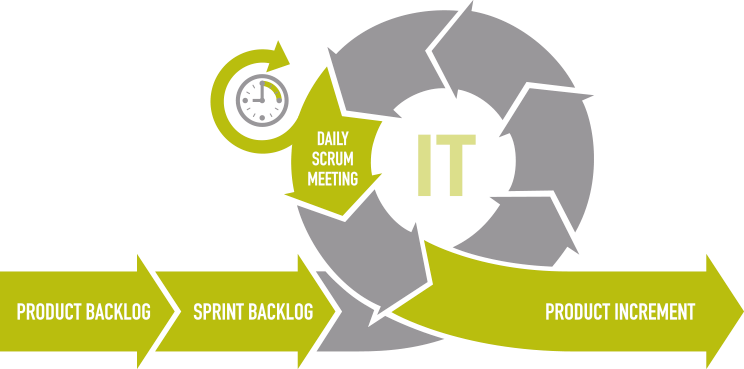 DAILY
SCRUM
MEETING
IT
PRODUCT BACKLOG
SPRINT BACKLOG
PRODUCT INCREMENT